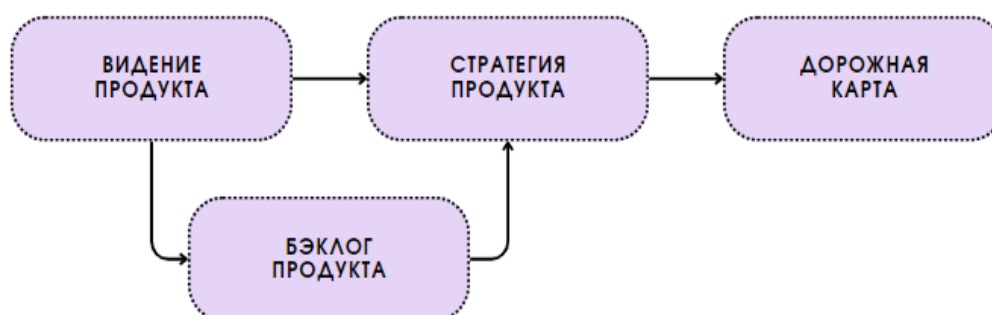 ВИДЕНИЕ
ПРОДУКТА
СТРАТЕГИЯ
ПРОДУКТА
ДОРОЖНАЯ
КАРТА
БЭКЛОГ
ПРОДУКТА